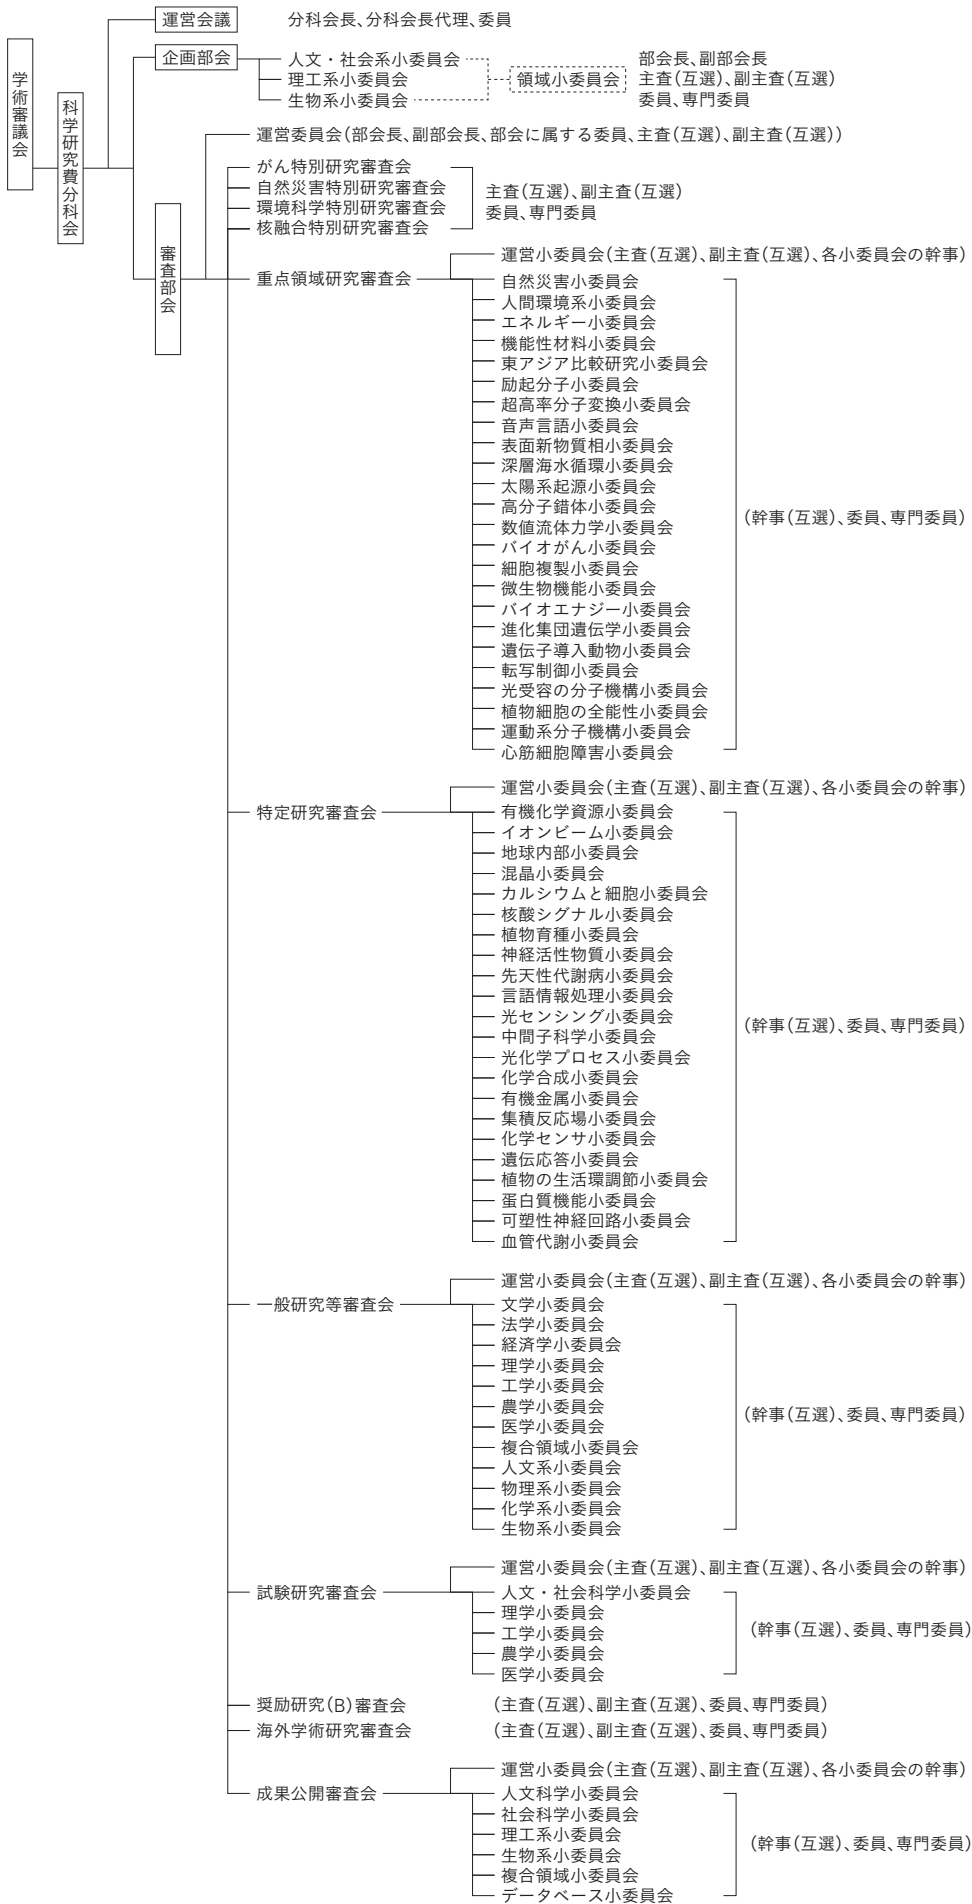 運営会議 分科会長、分科会長代理、委員
学術審議会
科学研究費分科会
企画部会
人文・社会系小委員会
理工系小委員会
生物系小委員会
領域小委員会
部会長、副部会長
主査(互選)、副主査(互選)
委員、専門委員
審査部会
運営委員会(部会長、副部会長、部会に属する委員、主査(互選)、副主査(互選))
がん特別研究審査会
自然災害特別研究審査会
環境科学特別研究審査会
核融合特別研究審査会
主査(互選)、副主査(互選)
委員、専門委員
重点領域研究審査会
運営小委員会(主査(互選)、副主査(互選)、各小委員会の幹事)
自然災害小委員会
人間環境系小委員会
エネルギー小委員会
機能性材料小委員会
東アジア比較研究小委員会
励起分子小委員会
超高率分子変換小委員会
音声言語小委員会
表面新物質相小委員会
深層海水循環小委員会
太陽系起源小委員会
高分子錯体小委員会
数値流体力学小委員会
バイオがん小委員会
細胞複製小委員会
微生物機能小委員会
バイオエナジー小委員会
進化集団遺伝学小委員会
遺伝子導入動物小委員会
転写制御小委員会
光受容の分子機構小委員会
植物細胞の全能性小委員会
運動系分子機構小委員会
心筋細胞障害小委員会
(幹事(互選)、委員、専門委員)
特定研究審査会
運営小委員会(主査(互選)、副主査(互選)、各小委員会の幹事)
有機化学資源小委員会
イオンビーム小委員会
地球内部小委員会
混晶小委員会
カルシウムと細胞小委員会
核酸シグナル小委員会
植物育種小委員会
神経活性物質小委員会
先天性代謝病小委員会
言語情報処理小委員会
光センシング小委員会
中間子科学小委員会
光化学プロセス小委員会
化学合成小委員会
有機金属小委員会
集積反応場小委員会
化学センサ小委員会
遺伝応答小委員会
植物の生活環調節小委員会
蛋白質機能小委員会
可塑性神経回路小委員会
血管代謝小委員会
(幹事(互選)、委員、専門委員)
一般研究等審査会
運営小委員会(主査(互選)、副主査(互選)、各小委員会の幹事)
文学小委員会
法学小委員会
経済学小委員会
理学小委員会
工学小委員会
農学小委員会
医学小委員会
複合領域小委員会
人文系小委員会
物理系小委員会
化学系小委員会
生物系小委員会
(幹事(互選)、委員、専門委員)
試験研究審査会
運営小委員会(主査(互選)、副主査(互選)、各小委員会の幹事)
人文・社会科学小委員会
理学小委員会
工学小委員会
農学小委員会
医学小委員会
(幹事(互選)、委員、専門委員)
奨励研究(B)審査会 (主査(互選)、副主査(互選)、委員、専門委員)
海外学術研究審査会 (主査(互選)、副主査(互選)、委員、専門委員)
成果公開審査会
運営小委員会(主査(互選)、副主査(互選)、各小委員会の幹事)
人文科学小委員会
社会科学小委員会
理工系小委員会
生物系小委員会
複合領域小委員会
データベース小委員会
(幹事(互選)、委員、専門委員)